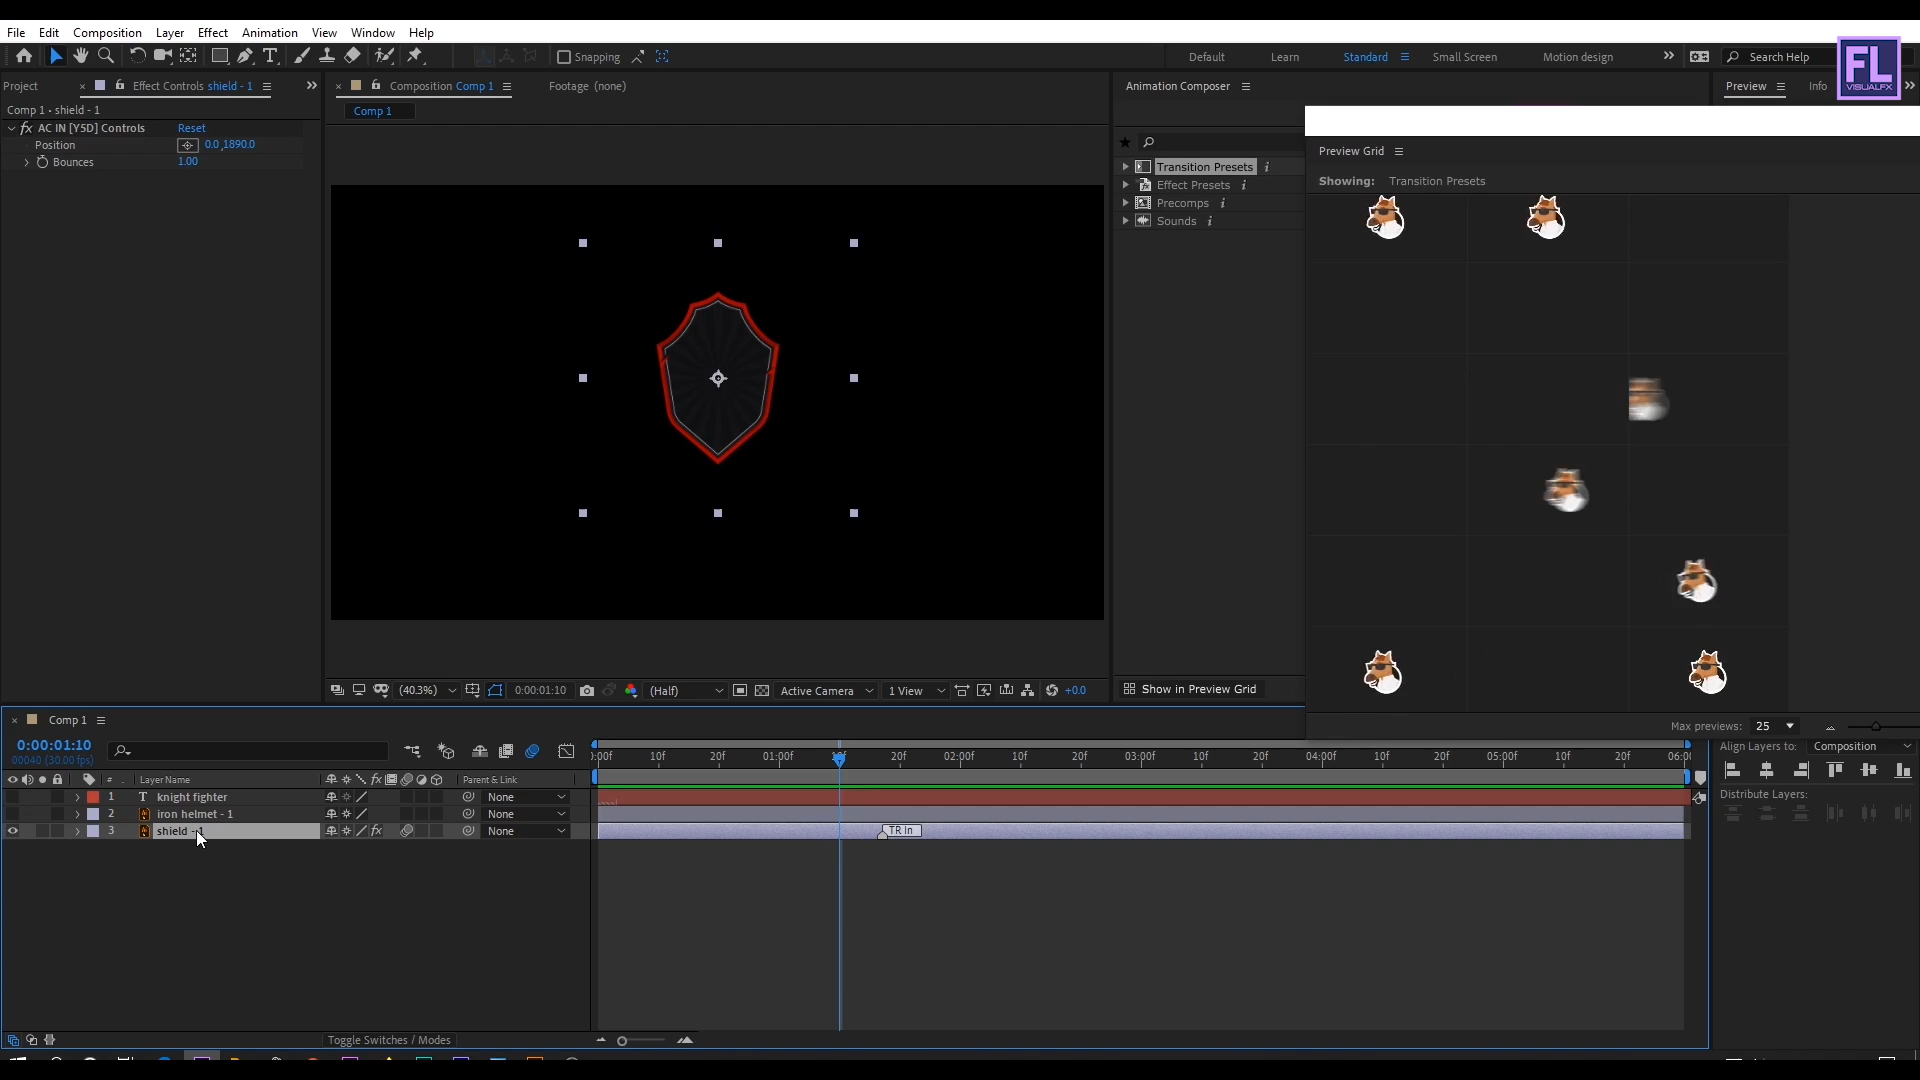 File Edit Composition Layer Effect Animation View Window Help
Snapping Default Learn Standard Small Screen Motion design Search Help
FL
VISUALFX
Project Effect Controls shield - 1 Composition Comp 1 Footage (none) Animation Composer Preview Info
Comp 1 • shield - 1 Comp 1
fx AC IN [Y5D] Controls Reset
Position 0.0,1890.0
Bounces 1.00
Transition Presets i
Effect Presets i
Precomps i
Sounds i
Preview Grid
Showing: Transition Presets
(40.3%) 0:00:01:10 (Half) Active Camera 1 View +0.0
Show in Preview Grid
Max previews: 25
Comp 1
0:00:01:10
00040 (30.00 fps)
:00f 10f 20f 01:00f 20f 02:00f 10f 20f 03:00f 10f 20f 04:00f 10f 20f 05:00f 10f 20f 06:0
Align Layers to: Composition
Distribute Layers:
# Layer Name fx Parent & Link
1 T knight fighter None
2 iron helmet - 1 None
3 shield - 1 fx None TR In
Toggle Switches / Modes